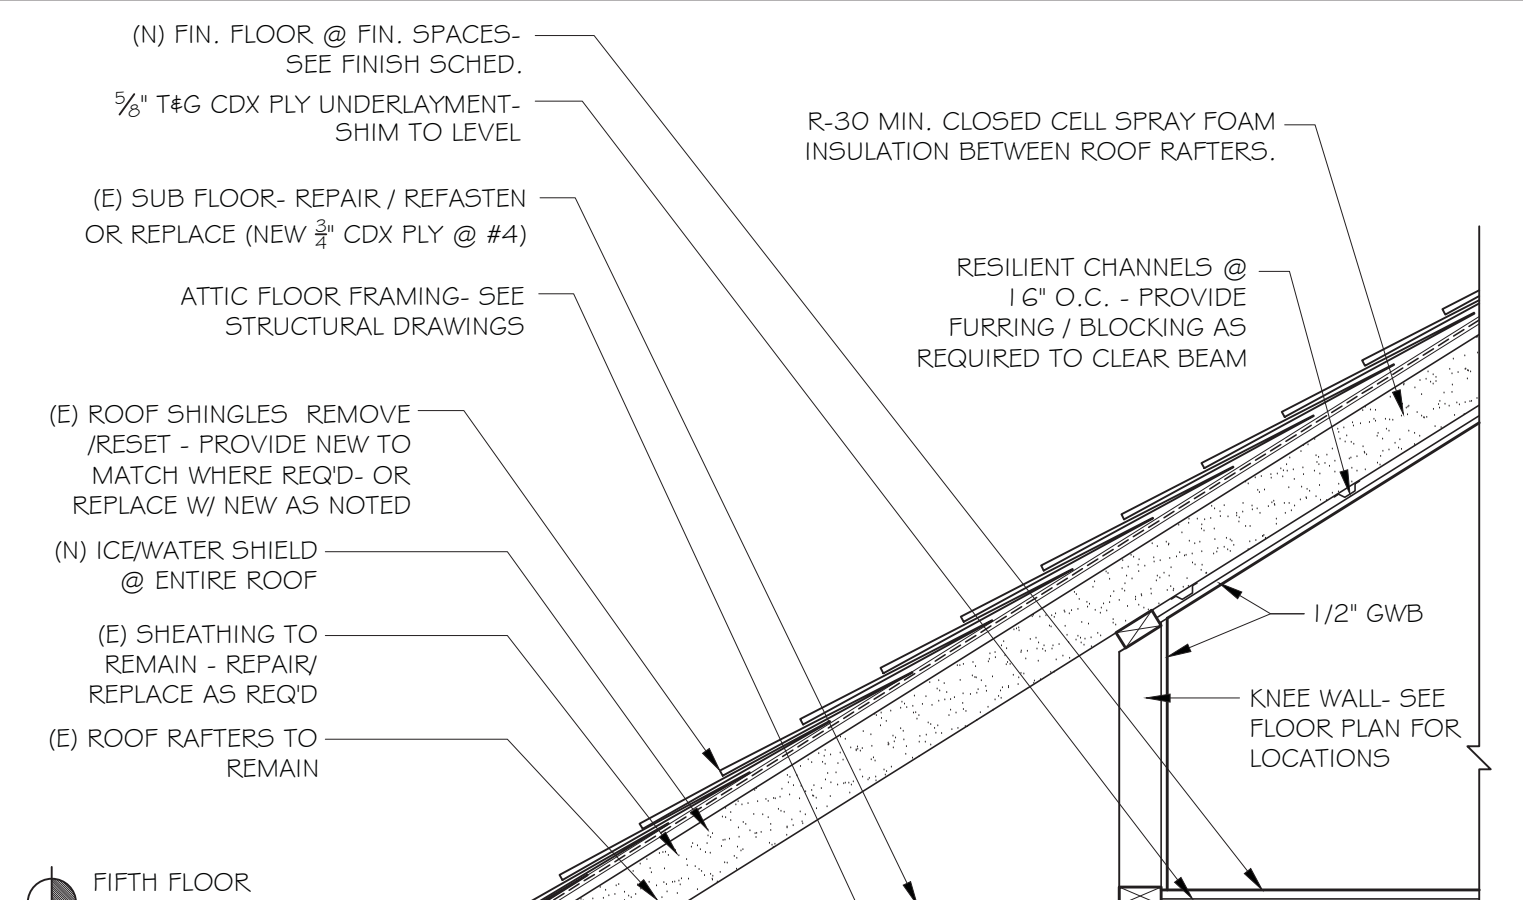 (N) FIN. FLOOR @ FIN. SPACES-
SEE FINISH SCHED.
⅝" T&G CDX PLY UNDERLAYMENT-
SHIM TO LEVEL
(E) SUB FLOOR- REPAIR / REFASTEN
OR REPLACE (NEW ¾" CDX PLY @ #4)
ATTIC FLOOR FRAMING- SEE
STRUCTURAL DRAWINGS
(E) ROOF SHINGLES REMOVE
/RESET - PROVIDE NEW TO
MATCH WHERE REQ'D- OR
REPLACE W/ NEW AS NOTED
(N) ICE/WATER SHIELD
@ ENTIRE ROOF
(E) SHEATHING TO
REMAIN - REPAIR/
REPLACE AS REQ'D
(E) ROOF RAFTERS TO
REMAIN
FIFTH FLOOR
R-30 MIN. CLOSED CELL SPRAY FOAM
INSULATION BETWEEN ROOF RAFTERS.
RESILIENT CHANNELS @
16" O.C. - PROVIDE
FURRING / BLOCKING AS
REQUIRED TO CLEAR BEAM
1/2" GWB
KNEE WALL- SEE
FLOOR PLAN FOR
LOCATIONS